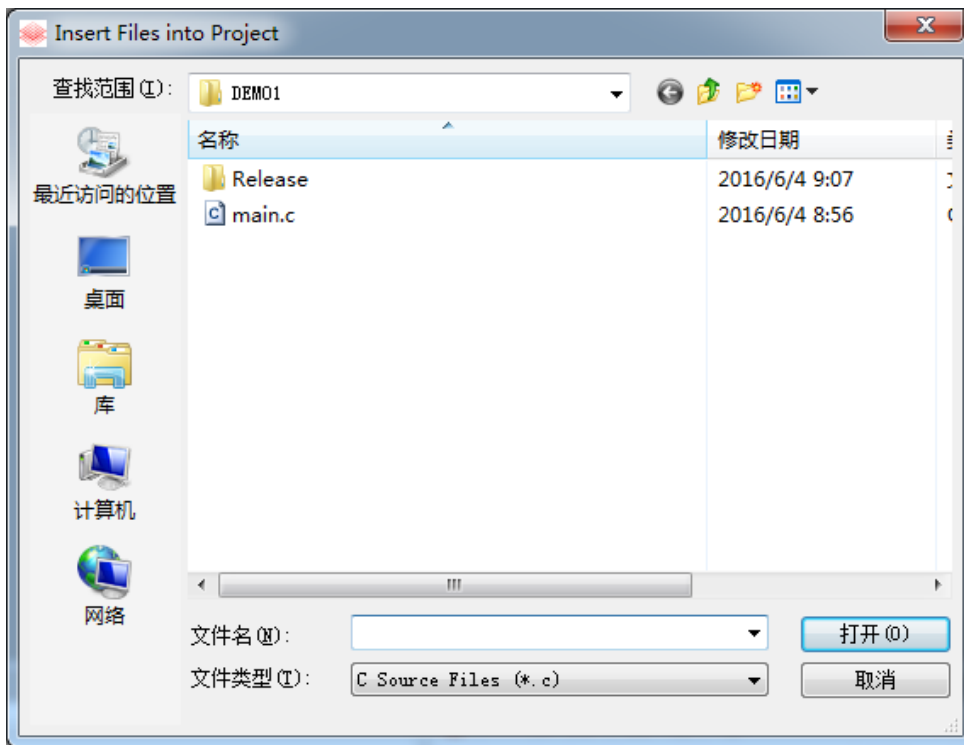 Insert Files into Project
查找范围(I):
DEMO1
名称
修改日期
Release
2016/6/4 9:07
main.c
2016/6/4 8:56
最近访问的位置
桌面
库
计算机
网络
文件名(N):
打开(O)
文件类型(T):
C Source Files (*.c)
取消